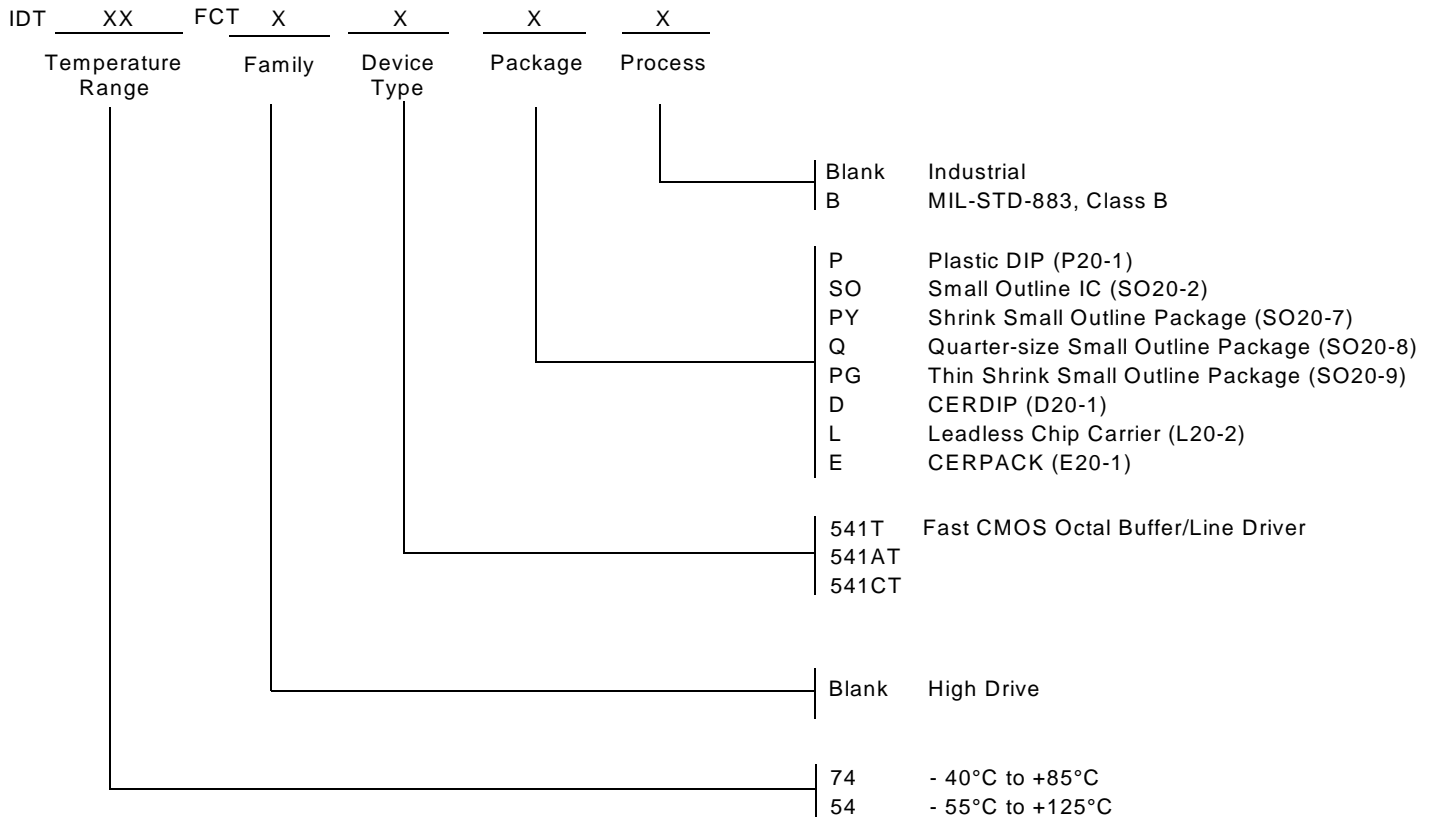 IDT XX FCT X X X X
Temperature Range Family Device Type Package Process
Blank Industrial
B MIL-STD-883, Class B
P Plastic DIP (P20-1)
SO Small Outline IC (SO20-2)
PY Shrink Small Outline Package (SO20-7)
Q Quarter-size Small Outline Package (SO20-8)
PG Thin Shrink Small Outline Package (SO20-9)
D CERDIP (D20-1)
L Leadless Chip Carrier (L20-2)
E CERPACK (E20-1)
541T Fast CMOS Octal Buffer/Line Driver
541AT
541CT
Blank High Drive
74 - 40°C to +85°C
54 - 55°C to +125°C